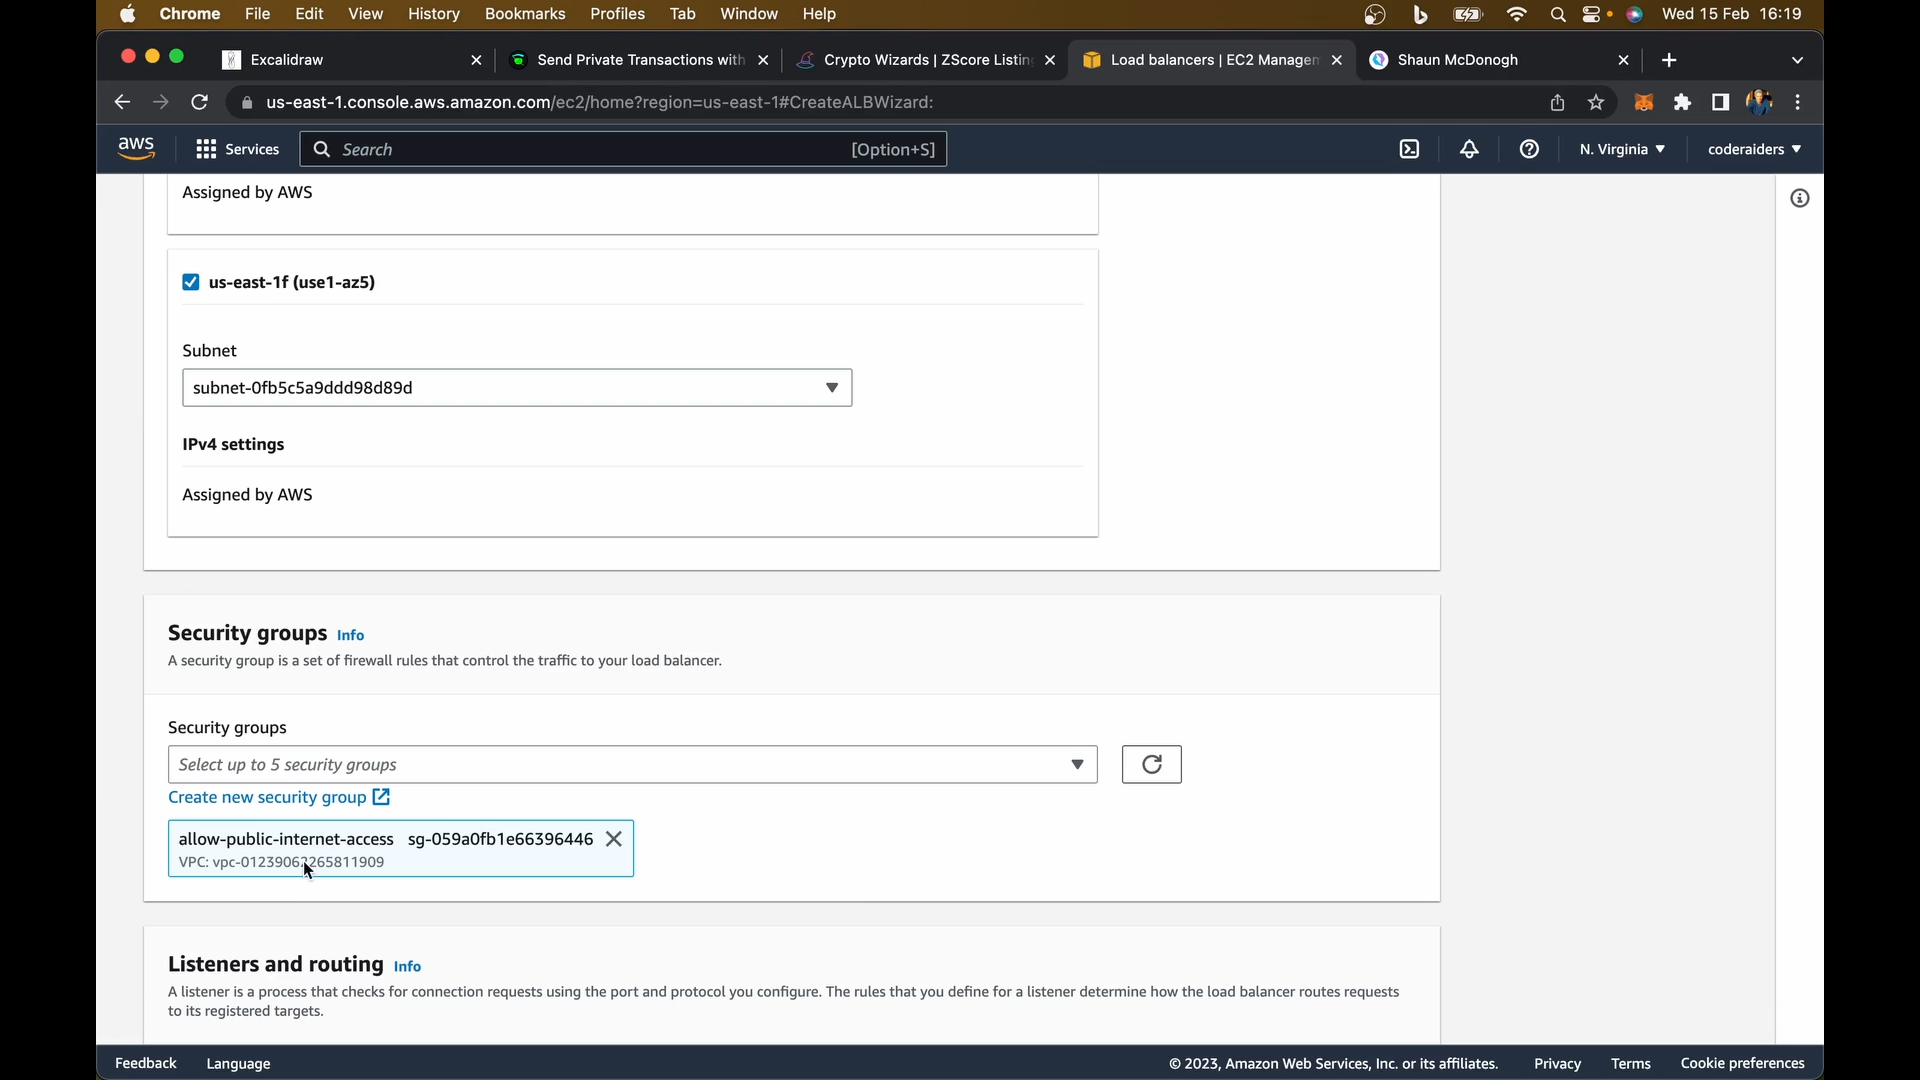 Chrome File Edit View History Bookmarks Profiles Tab Window Help Wed 15 Feb 16:19
Excalidraw Send Private Transactions with Crypto Wizards | ZScore Listin Load balancers | EC2 Managem Shaun McDonogh
us-east-1.console.aws.amazon.com/ec2/home?region=us-east-1#CreateALBWizard:
aws Services Search [Option+S] N. Virginia coderaiders
Assigned by AWS
us-east-1f (use1-az5)
Subnet
subnet-0fb5c5a9ddd98d89d
IPv4 settings
Assigned by AWS
Security groups Info
A security group is a set of firewall rules that control the traffic to your load balancer.
Security groups
Select up to 5 security groups
Create new security group
allow-public-internet-access sg-059a0fb1e66396446
VPC: vpc-01239062265811909
Listeners and routing Info
A listener is a process that checks for connection requests using the port and protocol you configure. The rules that you define for a listener determine how the load balancer routes requests
to its registered targets.
Feedback Language © 2023, Amazon Web Services, Inc. or its affiliates. Privacy Terms Cookie preferences